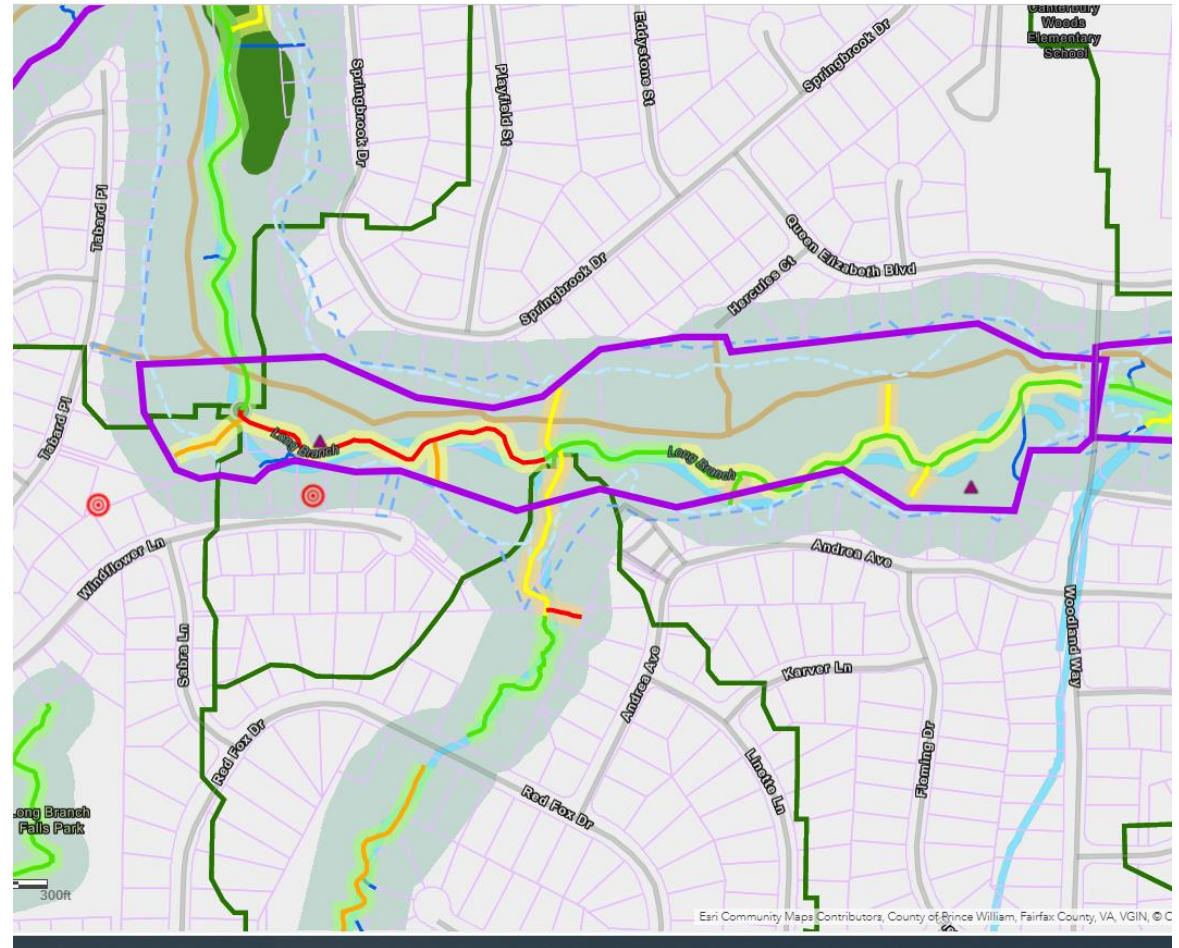 Canterbury
Woods
Elementary
School
Eddystone St
Springbrook Dr
Playfield St
Springbrook Dr
Tabard Pl
Queen Elizabeth Blvd
Hercules Ct
Springbrook Dr
Tabard Pl
Long Branch
Long Branch
Windflower Ln
Andrea Ave
Woodland Way
Sabra Ln
Karver Ln
Andrea Ave
Red Fox Dr
Linette Ln
Fleming Dr
Red Fox Dr
ong Branch
Falls Park
300ft
Esri Community Maps Contributors, County of Prince William, Fairfax County, VA, VGIN, ©